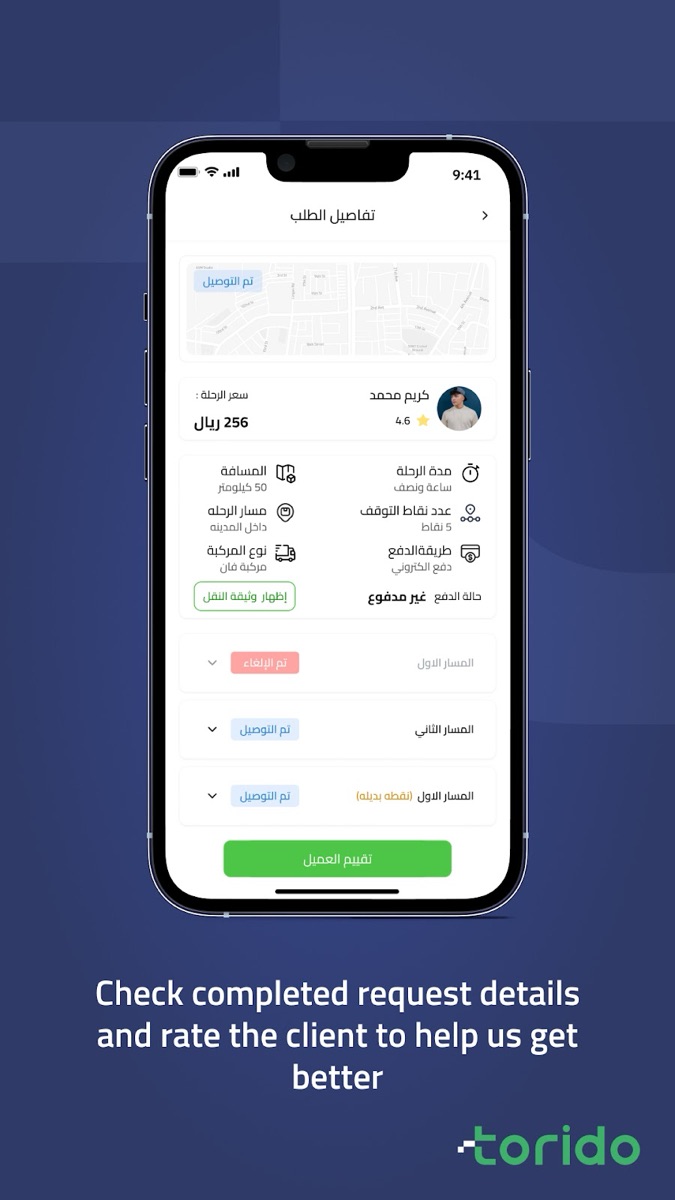 9:41
تفاصيل الطلب
تم التوصيل
كريم محمد
4.6
سعر الرحلة :
256 ريال
مدة الرحلة
ساعة ونصف
المسافة
50 كيلومتر
عدد نقاط التوقف
5 نقاط
مسار الرحله
داخل المدينه
طريقةالدفع
دفع الكتروني
نوع المركبة
مركبة فان
حالة الدفع غير مدفوع
إظهار وثيقة النقل
المسار الاول
تم الإلغاء
المسار الثاني
تم التوصيل
المسار الاول (نقطه بديله)
تم التوصيل
تقييم العميل
Check completed request details
and rate the client to help us get
better
torido